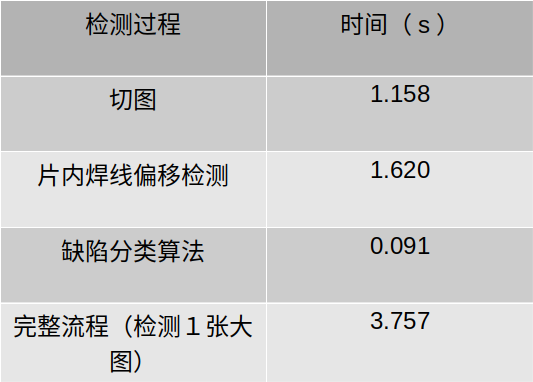 检测过程
时间（s）
切图
1.158
片内焊线偏移检测
1.620
缺陷分类算法
0.091
完整流程（检测１张大
图）
3.757